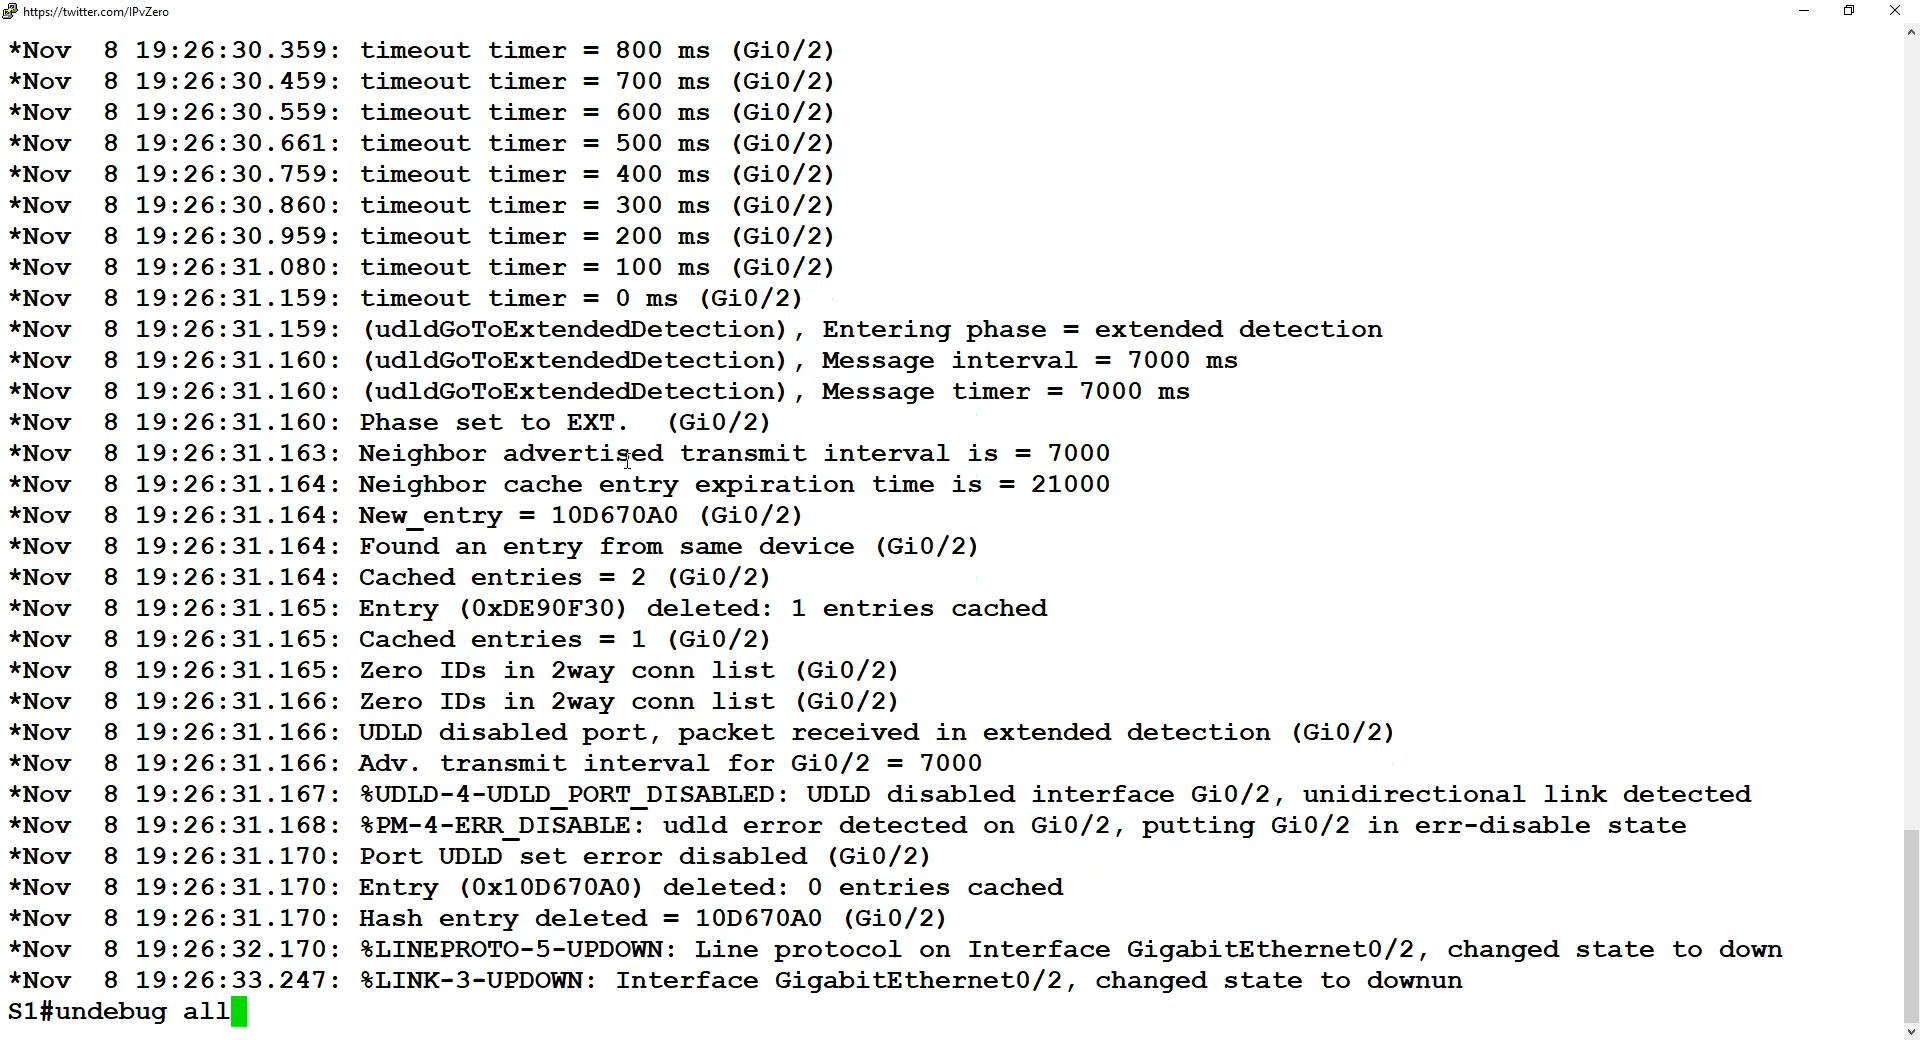 https://twitter.com/IPvZero
*Nov  8 19:26:30.359: timeout timer = 800 ms (Gi0/2)
*Nov  8 19:26:30.459: timeout timer = 700 ms (Gi0/2)
*Nov  8 19:26:30.559: timeout timer = 600 ms (Gi0/2)
*Nov  8 19:26:30.661: timeout timer = 500 ms (Gi0/2)
*Nov  8 19:26:30.759: timeout timer = 400 ms (Gi0/2)
*Nov  8 19:26:30.860: timeout timer = 300 ms (Gi0/2)
*Nov  8 19:26:30.959: timeout timer = 200 ms (Gi0/2)
*Nov  8 19:26:31.080: timeout timer = 100 ms (Gi0/2)
*Nov  8 19:26:31.159: timeout timer = 0 ms (Gi0/2)
*Nov  8 19:26:31.159: (udldGoToExtendedDetection), Entering phase = extended detection
*Nov  8 19:26:31.160: (udldGoToExtendedDetection), Message interval = 7000 ms
*Nov  8 19:26:31.160: (udldGoToExtendedDetection), Message timer = 7000 ms
*Nov  8 19:26:31.160: Phase set to EXT.  (Gi0/2)
*Nov  8 19:26:31.163: Neighbor advertised transmit interval is = 7000
*Nov  8 19:26:31.164: Neighbor cache entry expiration time is = 21000
*Nov  8 19:26:31.164: New_entry = 10D670A0 (Gi0/2)
*Nov  8 19:26:31.164: Found an entry from same device (Gi0/2)
*Nov  8 19:26:31.164: Cached entries = 2 (Gi0/2)
*Nov  8 19:26:31.165: Entry (0xDE90F30) deleted: 1 entries cached
*Nov  8 19:26:31.165: Cached entries = 1 (Gi0/2)
*Nov  8 19:26:31.165: Zero IDs in 2way conn list (Gi0/2)
*Nov  8 19:26:31.166: Zero IDs in 2way conn list (Gi0/2)
*Nov  8 19:26:31.166: UDLD disabled port, packet received in extended detection (Gi0/2)
*Nov  8 19:26:31.166: Adv. transmit interval for Gi0/2 = 7000
*Nov  8 19:26:31.167: %UDLD-4-UDLD_PORT_DISABLED: UDLD disabled interface Gi0/2, unidirectional link detected
*Nov  8 19:26:31.168: %PM-4-ERR_DISABLE: udld error detected on Gi0/2, putting Gi0/2 in err-disable state
*Nov  8 19:26:31.170: Port UDLD set error disabled (Gi0/2)
*Nov  8 19:26:31.170: Entry (0x10D670A0) deleted: 0 entries cached
*Nov  8 19:26:31.170: Hash entry deleted = 10D670A0 (Gi0/2)
*Nov  8 19:26:32.170: %LINEPROTO-5-UPDOWN: Line protocol on Interface GigabitEthernet0/2, changed state to down
*Nov  8 19:26:33.247: %LINK-3-UPDOWN: Interface GigabitEthernet0/2, changed state to downun
S1#undebug all